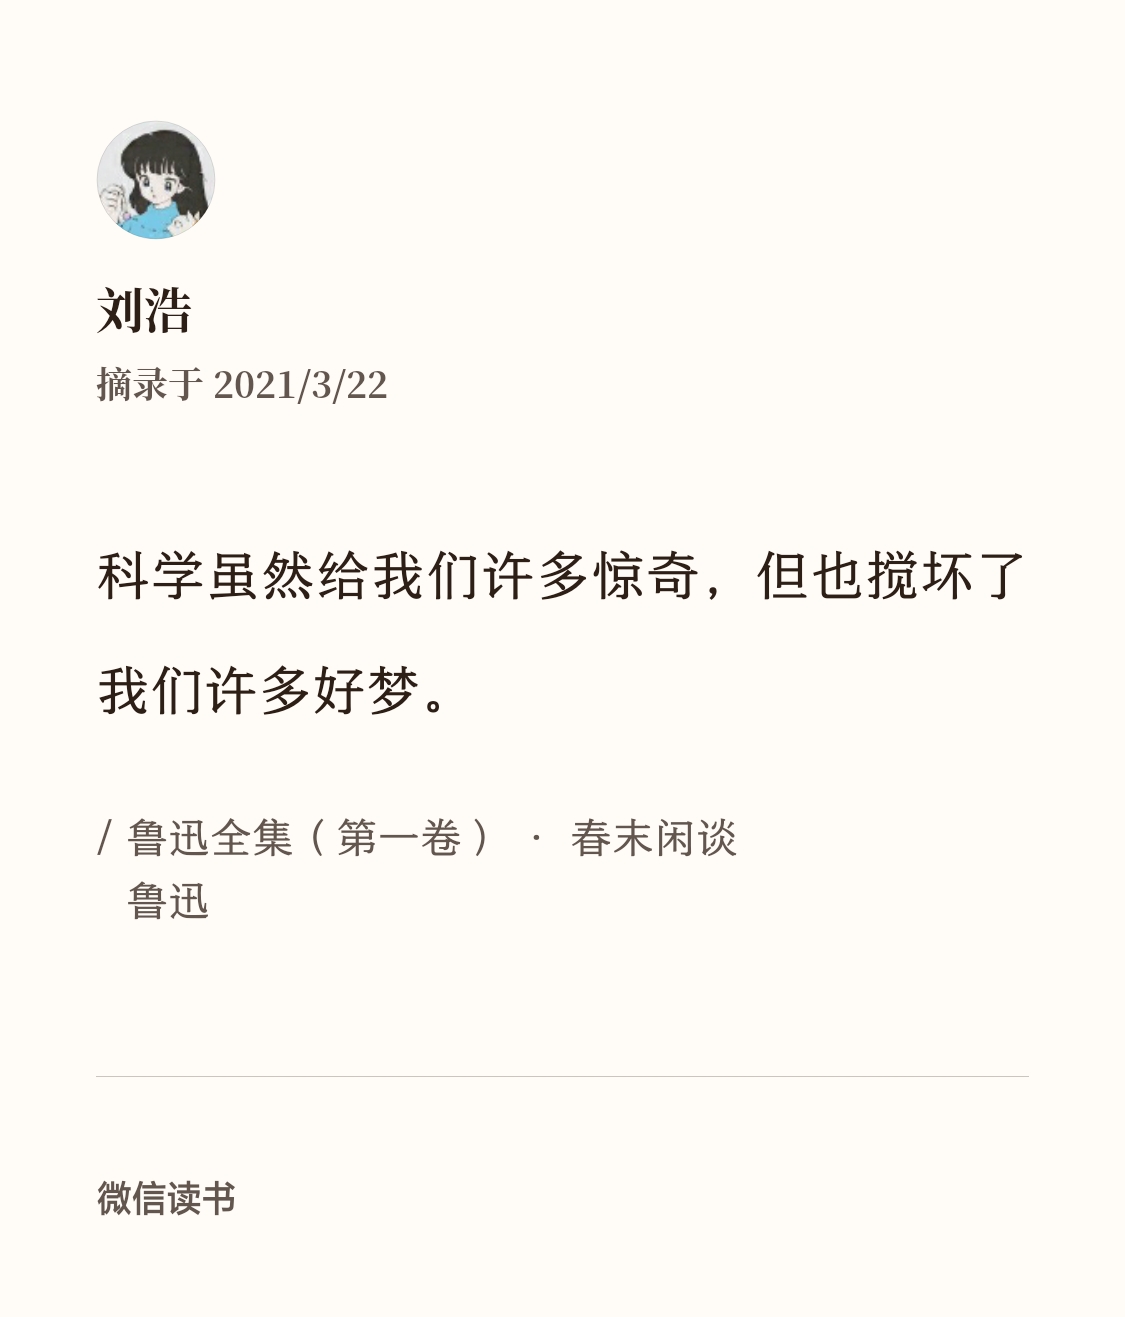 刘浩
摘录于 2021/3/22
科学虽然给我们许多惊奇，但也搅坏了
我们许多好梦。
/ 鲁迅全集（第一卷） · 春末闲谈
鲁迅
微信读书